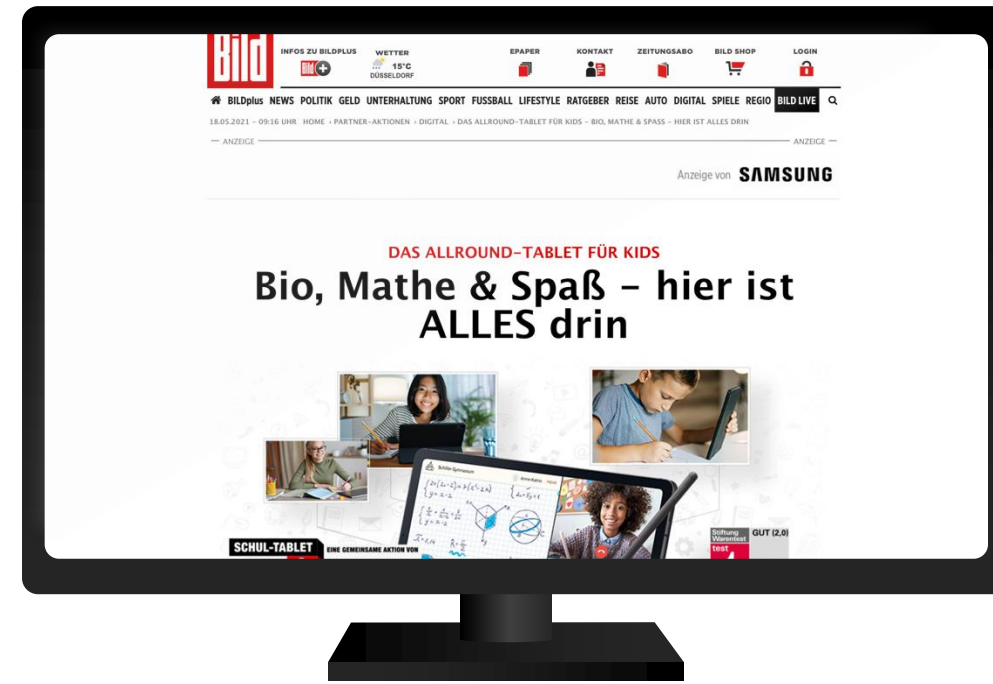 Bild
INFOS ZU BILDPLUS
Bild +
WETTER
15°C
DÜSSELDORF
EPAPER
KONTAKT
ZEITUNGSABO
BILD SHOP
LOGIN
BILDplus NEWS POLITIK GELD UNTERHALTUNG SPORT FUSSBALL LIFESTYLE RATGEBER REISE AUTO DIGITAL SPIELE REGIO BILD LIVE
18.05.2021 - 09:16 UHR HOME › PARTNER-AKTIONEN › DIGITAL › DAS ALLROUND-TABLET FÜR KIDS - BIO, MATHE & SPASS - HIER IST ALLES DRIN
ANZEIGE ANZEIGE
Anzeige von SAMSUNG
DAS ALLROUND-TABLET FÜR KIDS
Bio, Mathe & Spaß – hier ist
ALLES drin
Schiller-Gymnasium
SCHUL-TABLET
EINE GEMEINSAME AKTION VON
Stiftung
Warentest
test
GUT (2,0)